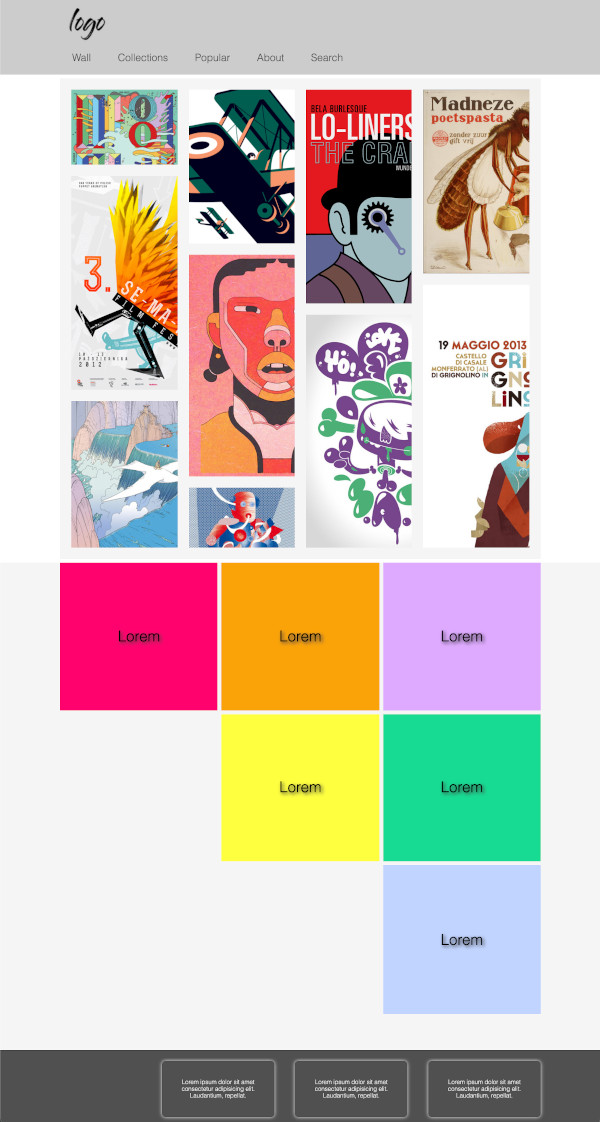 logo
Wall
Collections
Popular
About
Search
3.
SE-MA-
FILM FES
2012
BELA BURLESQUE
LO-LINERS
THE CRA
Yo!
Madneze
poetspasta
zonder zuur
gift vrij
19 MAGGIO 2013
CASTELLO
DI CASALE
MONFERRATO (AL)
DI GRIGNOLINO IN
GRI
GNO
LINO
Lorem
Lorem
Lorem
Lorem
Lorem
Lorem
Lorem ipsum dolor sit amet
consectetur adipisicing elit.
Laudantium, repellat.
Lorem ipsum dolor sit amet
consectetur adipisicing elit.
Laudantium, repellat.
Lorem ipsum dolor sit amet
consectetur adipisicing elit.
Laudantium, repellat.